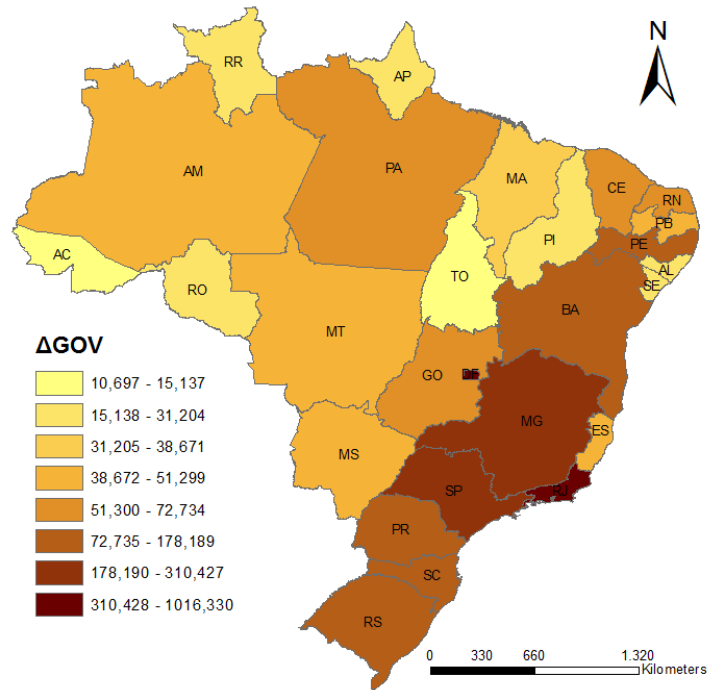 N
RR
AP
AM
PA
MA
CE
RN
PB
PE
PI
AL
SE
AC
TO
RO
BA
MT
GO
DF
MG
ES
MS
SP
RJ
PR
SC
RS
ΔGOV
10,697 - 15,137
15,138 - 31,204
31,205 - 38,671
38,672 - 51,299
51,300 - 72,734
72,735 - 178,189
178,190 - 310,427
310,428 - 1016,330
0 330 660 1.320
Kilometers